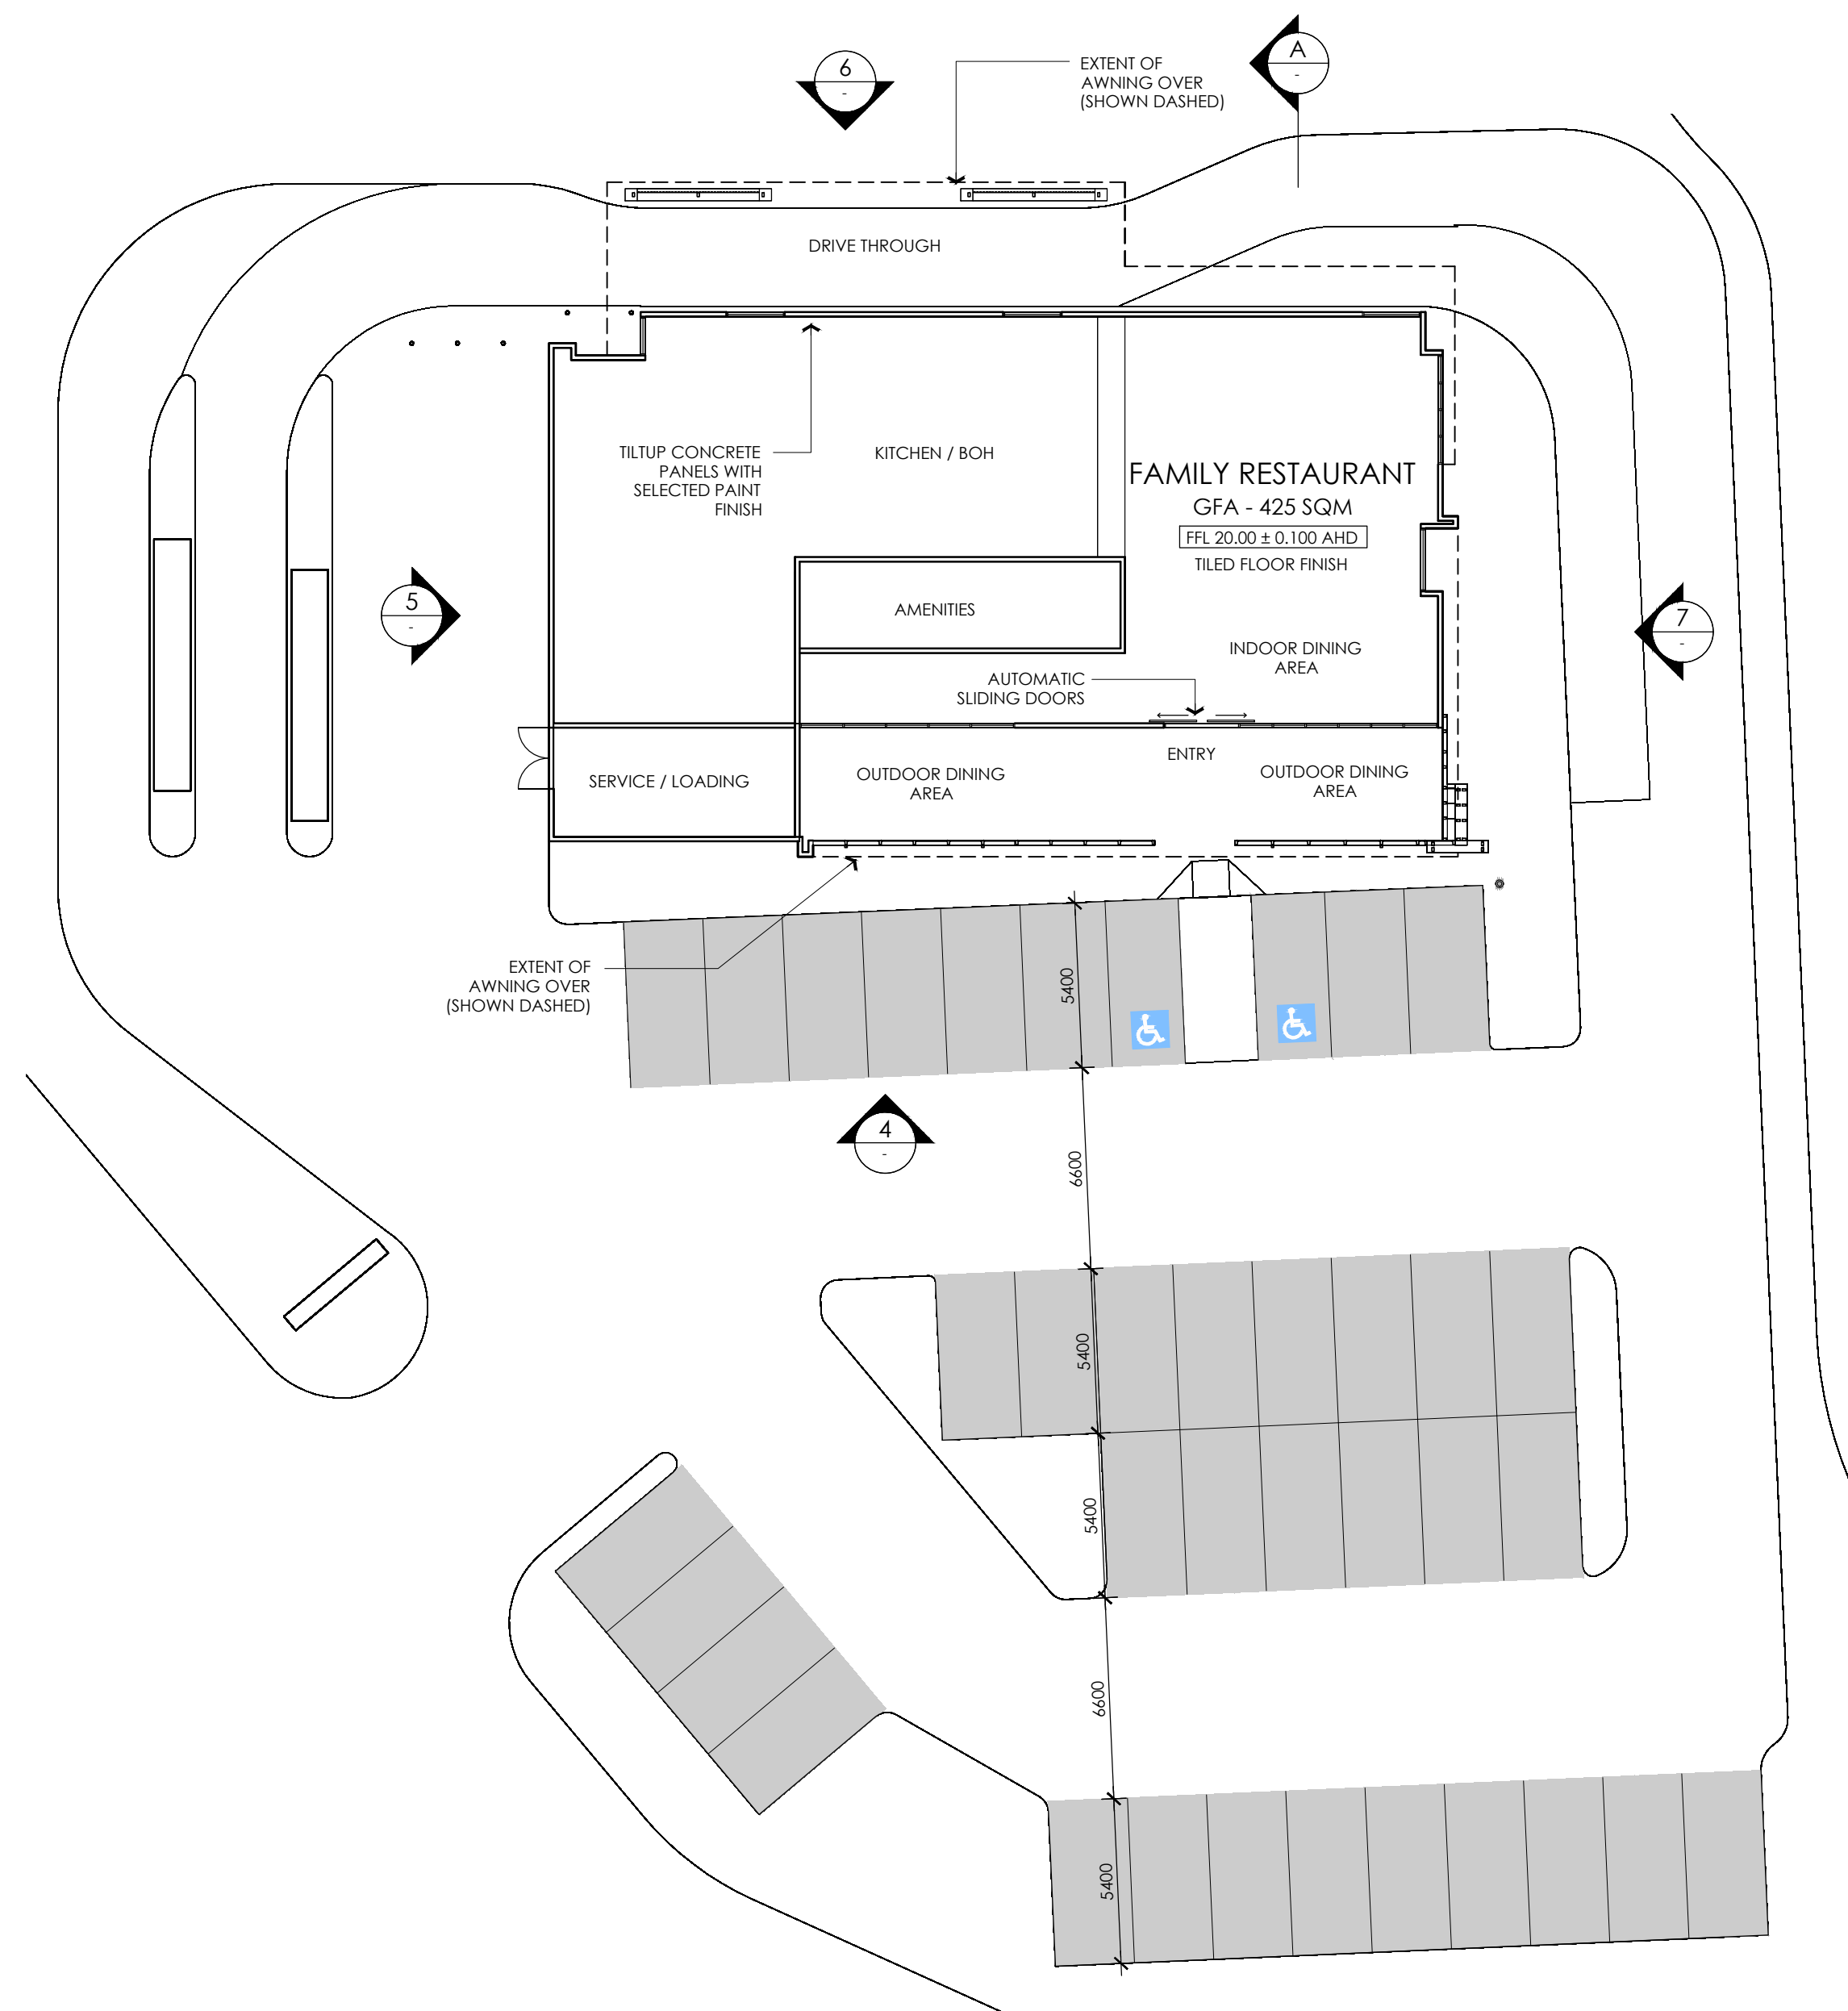 6
-
EXTENT OF
AWNING OVER
(SHOWN DASHED)
A
-
DRIVE THROUGH
TILTUP CONCRETE
PANELS WITH
SELECTED PAINT
FINISH
KITCHEN / BOH
FAMILY RESTAURANT
GFA - 425 SQM
FFL 20.00 ± 0.100 AHD
TILED FLOOR FINISH
5
-
AMENITIES
7
-
INDOOR DINING
AREA
AUTOMATIC
SLIDING DOORS
ENTRY
SERVICE / LOADING
OUTDOOR DINING
AREA
OUTDOOR DINING
AREA
EXTENT OF
AWNING OVER
(SHOWN DASHED)
5400
4
-
6600
5400
5400
6600
5400